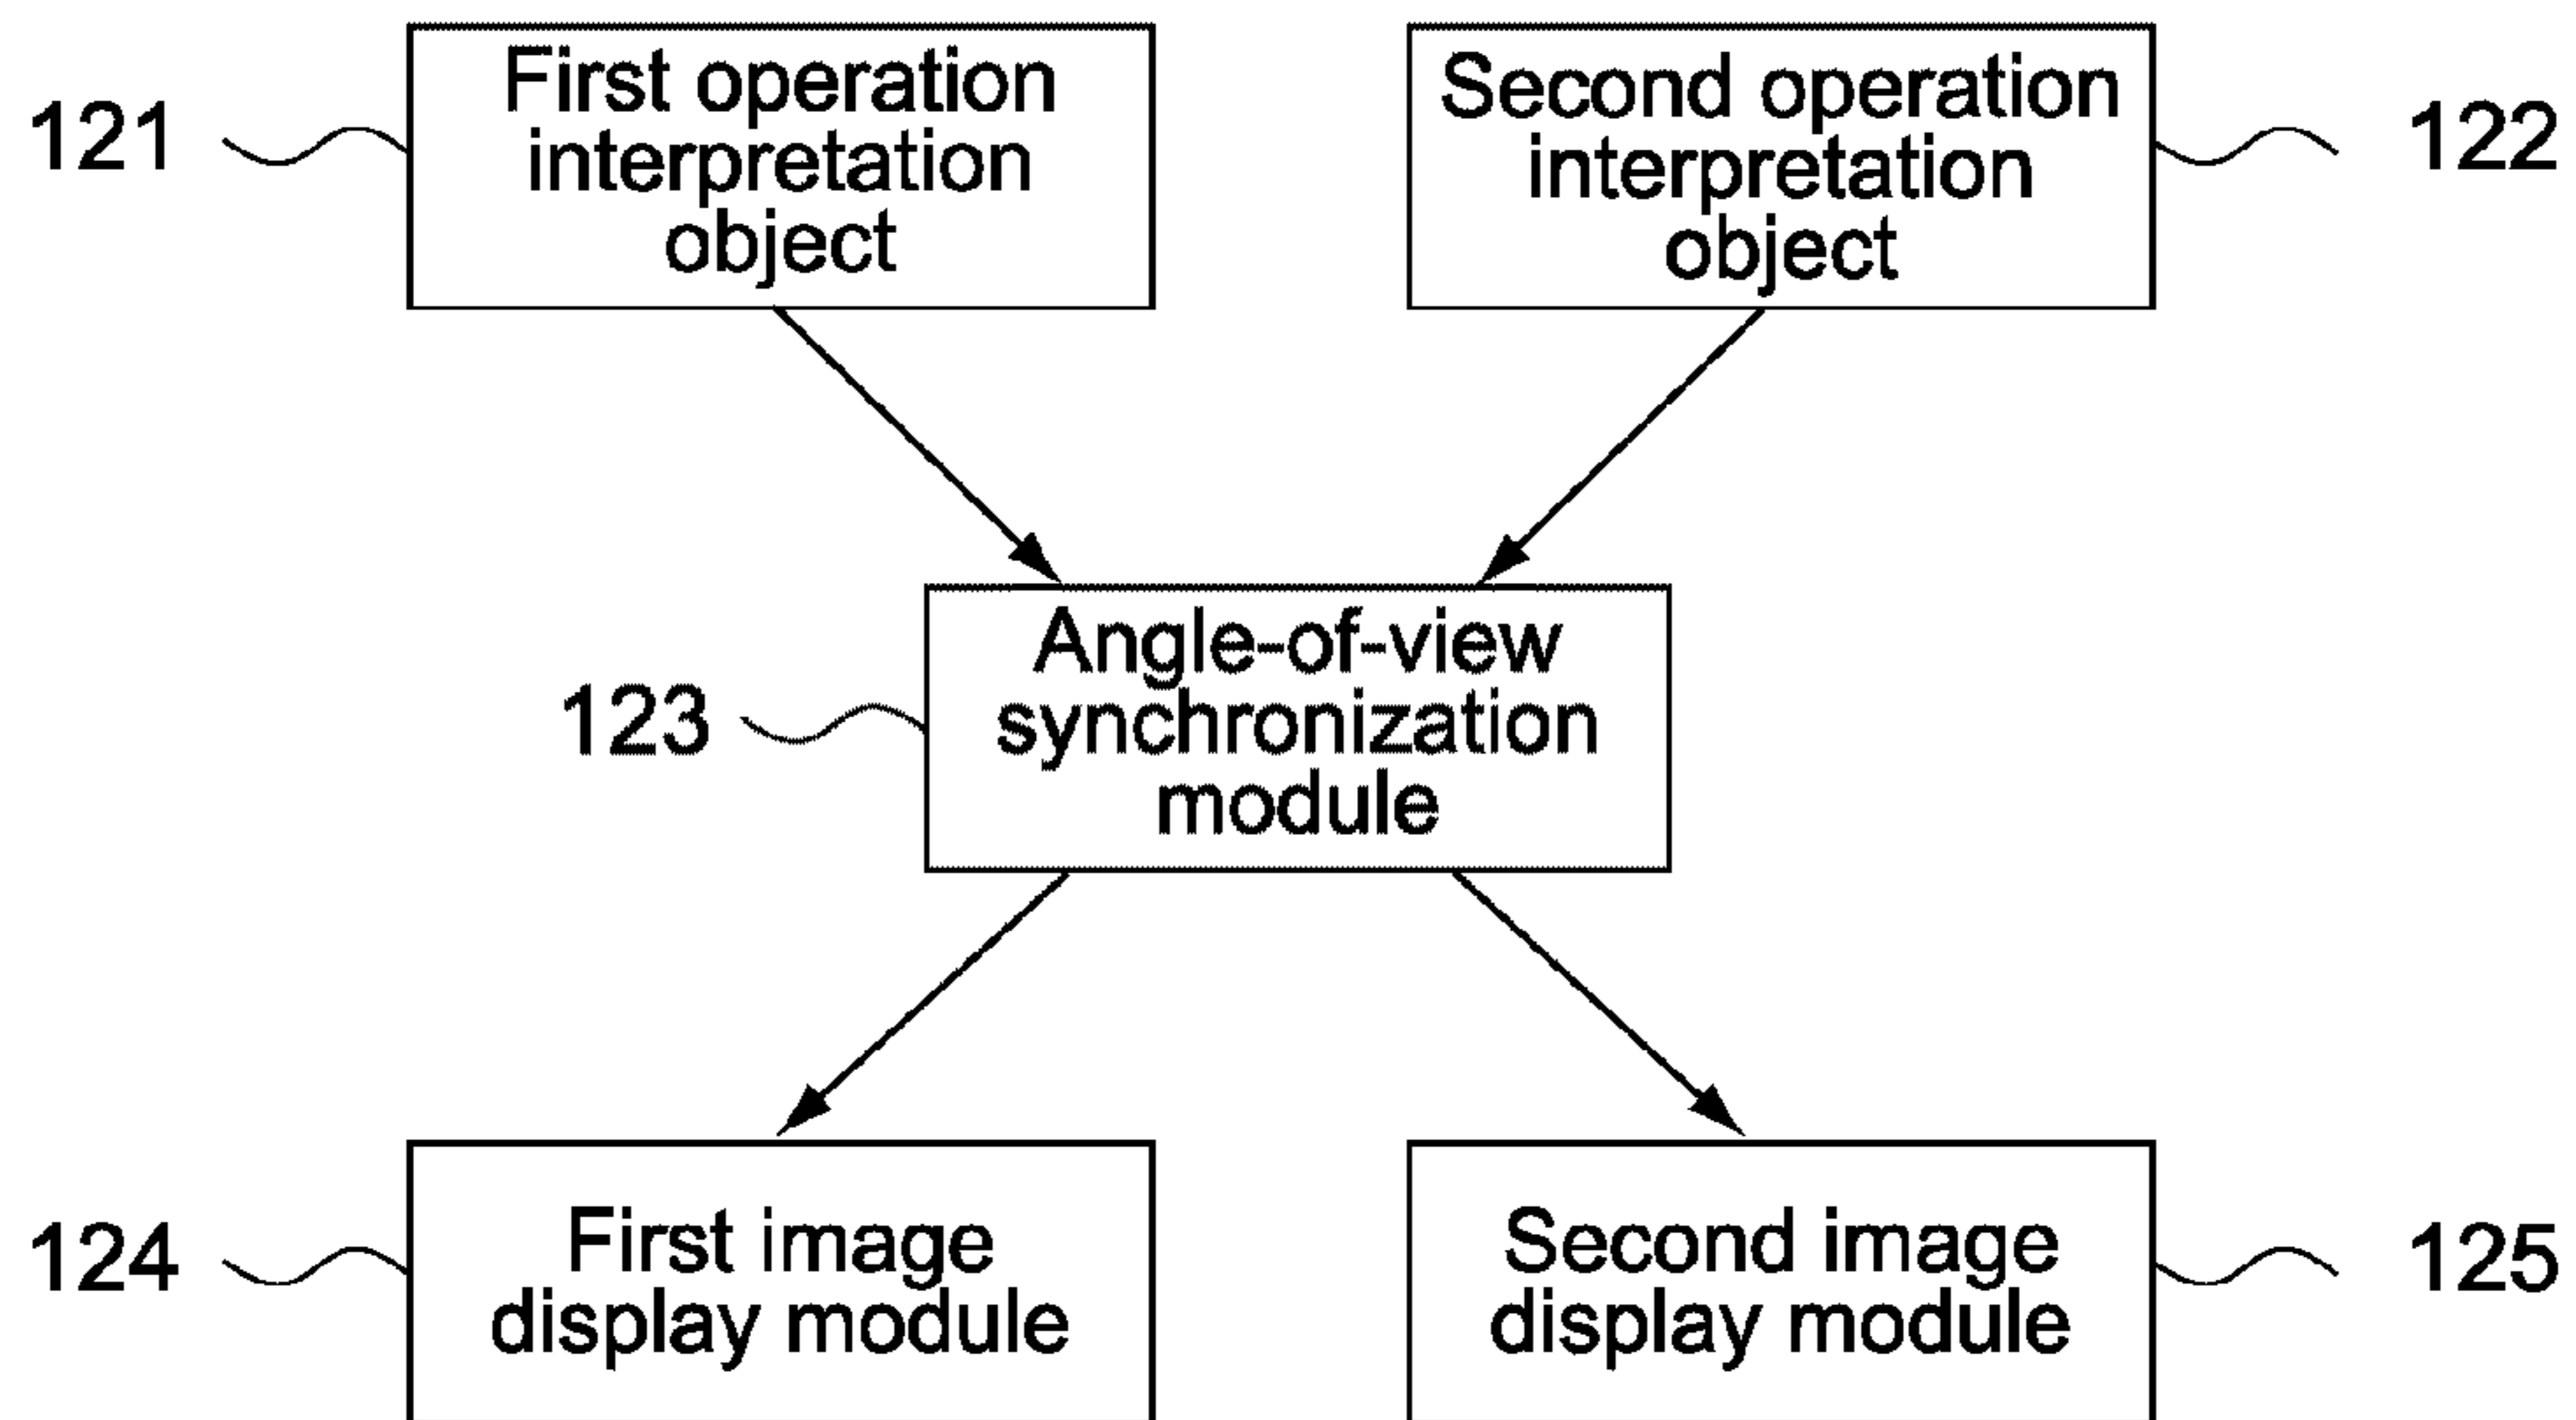 121
First operation
interpretation
object
Second operation
interpretation
object
122
123
Angle-of-view
synchronization
module
124
First image
display module
Second image
display module
125